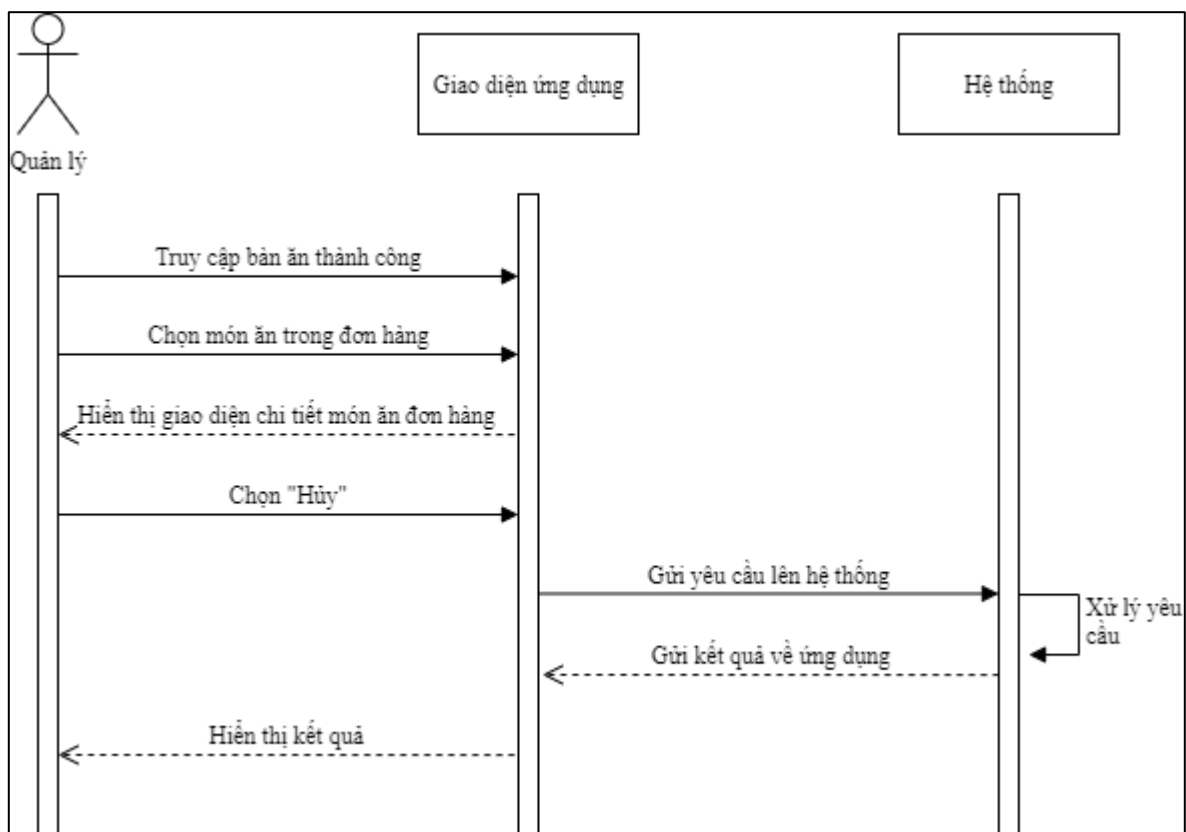 Giao diện ứng dụng
Hệ thống
Quản lý
Truy cập bàn ăn thành công
Chọn món ăn trong đơn hàng
Hiển thị giao diện chi tiết món ăn đơn hàng
Chọn "Hủy"
Gửi yêu cầu lên hệ thống
Xử lý yêu
cầu
Gửi kết quả về ứng dụng
Hiển thị kết quả